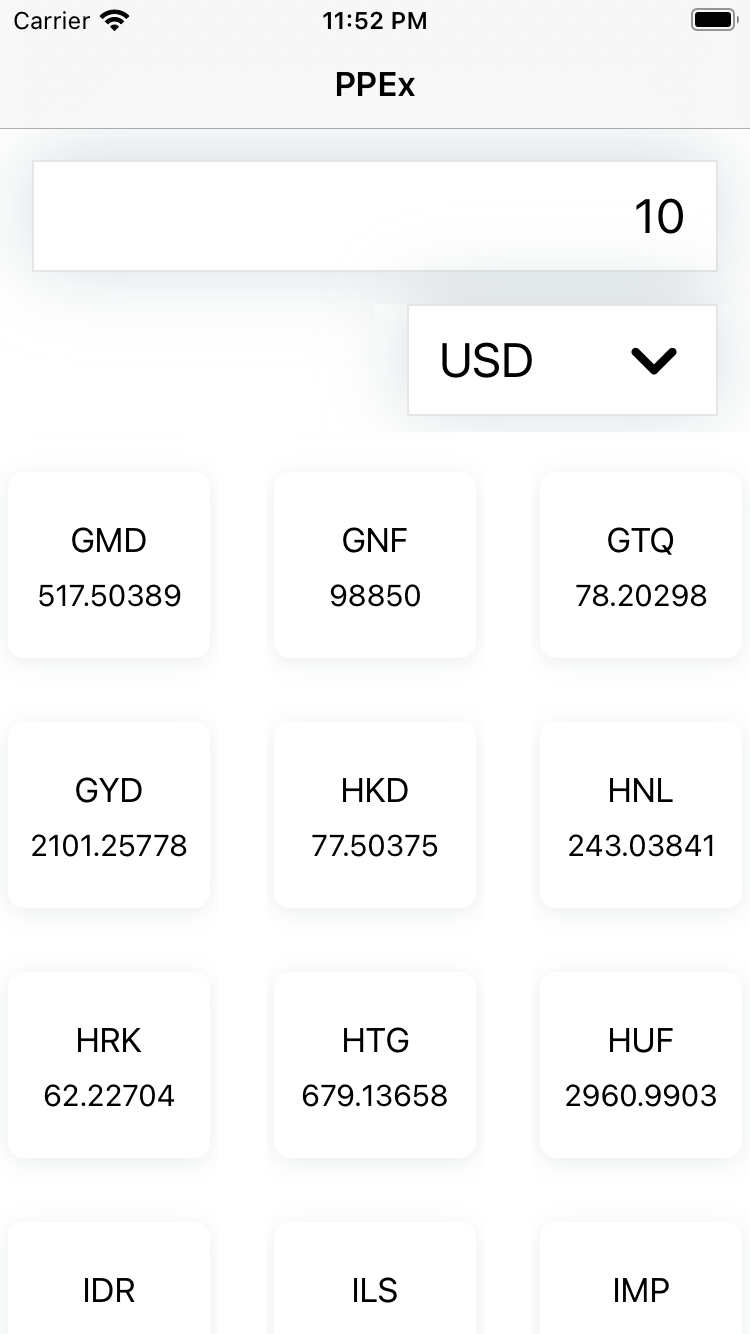 Carrier 11:52 PM
PPEx
10
USD
GMD GNF GTQ
517.50389 98850 78.20298
GYD HKD HNL
2101.25778 77.50375 243.03841
HRK HTG HUF
62.22704 679.13658 2960.9903
IDR ILS IMP